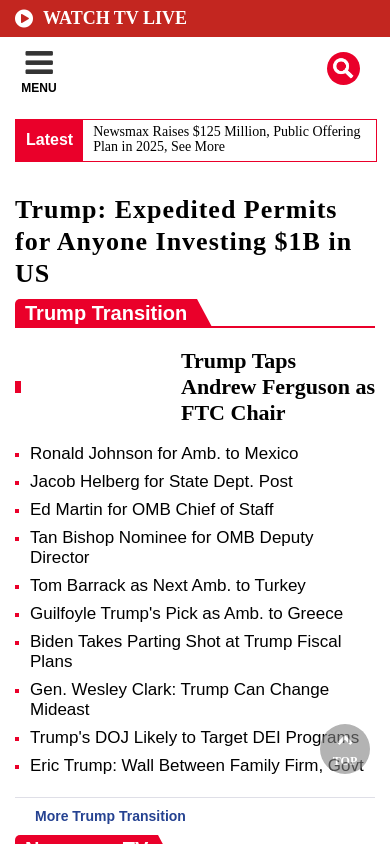 WATCH TV LIVE
MENU
Latest
Newsmax Raises $125 Million, Public Offering
Plan in 2025, See More
Trump: Expedited Permits
for Anyone Investing $1B in
US
Trump Transition
Trump Taps
Andrew Ferguson as
FTC Chair
Ronald Johnson for Amb. to Mexico
Jacob Helberg for State Dept. Post
Ed Martin for OMB Chief of Staff
Tan Bishop Nominee for OMB Deputy
Director
Tom Barrack as Next Amb. to Turkey
Guilfoyle Trump's Pick as Amb. to Greece
Biden Takes Parting Shot at Trump Fiscal
Plans
Gen. Wesley Clark: Trump Can Change
Mideast
Trump's DOJ Likely to Target DEI Programs
Eric Trump: Wall Between Family Firm, Govt
TOP
More Trump Transition